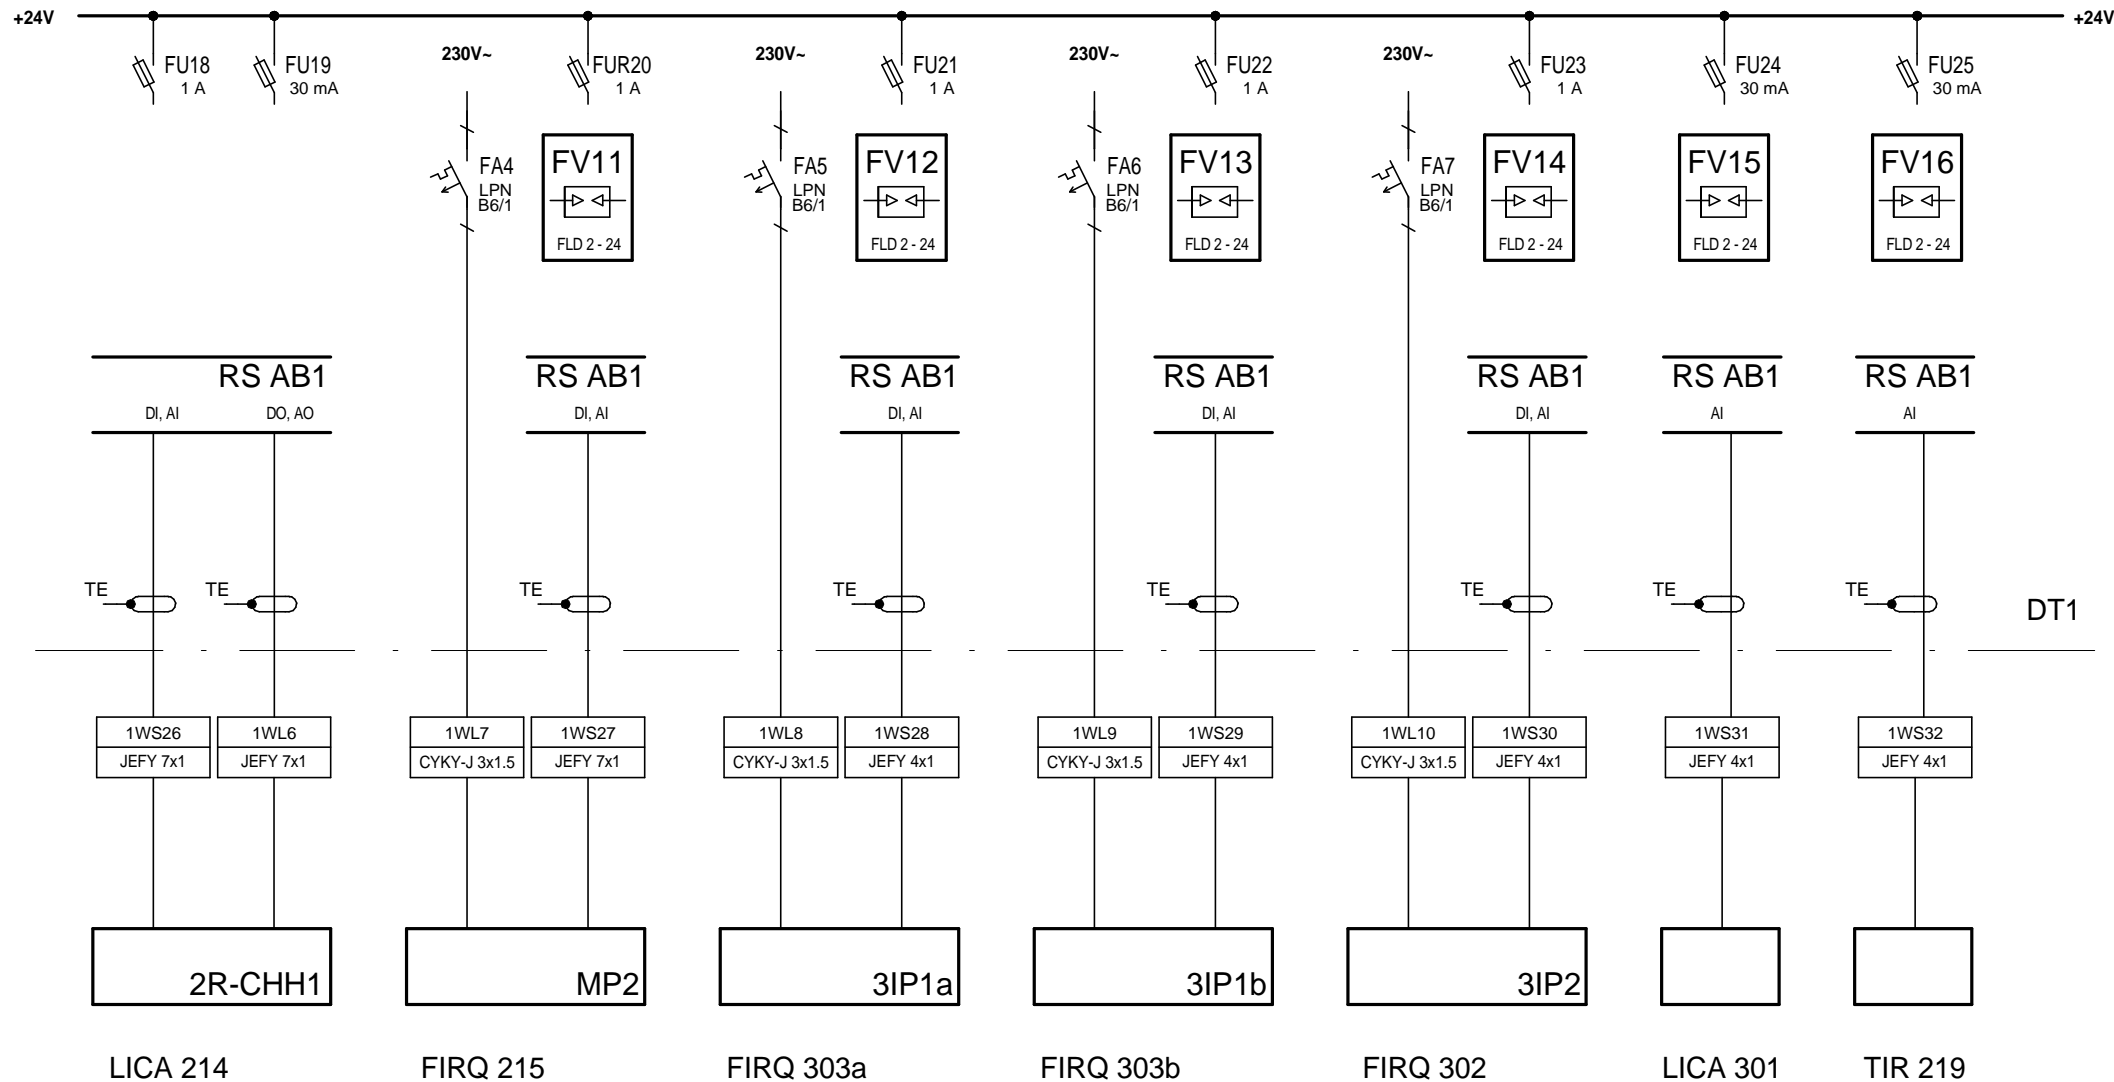 +24V +24V
FU18 FU19 230V~ FUR20 230V~ FU21 230V~ FU22 230V~ FU23 FU24 FU25
1 A 30 mA 1 A 1 A 1 A 1 A 30 mA 30 mA
FV11 FV12 FV13 FV14 FV15 FV16
FA4 FA5 FA6 FA7
LPN LPN LPN LPN
B6/1 B6/1 B6/1 B6/1
FLD 2 - 24 FLD 2 - 24 FLD 2 - 24 FLD 2 - 24 FLD 2 - 24 FLD 2 - 24
RS AB1 RS AB1 RS AB1 RS AB1 RS AB1 RS AB1 RS AB1
DI, AI DO, AO DI, AI DI, AI DI, AI DI, AI AI AI
TE TE TE TE TE TE TE TE
DT1
1WS26 1WL6 1WL7 1WS27 1WL8 1WS28 1WL9 1WS29 1WL10 1WS30 1WS31 1WS32
JEFY 7x1 JEFY 7x1 CYKY-J 3x1.5 JEFY 7x1 CYKY-J 3x1.5 JEFY 4x1 CYKY-J 3x1.5 JEFY 4x1 CYKY-J 3x1.5 JEFY 4x1 JEFY 4x1 JEFY 4x1
2R-CHH1 MP2 3IP1a 3IP1b 3IP2
LICA 214 FIRQ 215 FIRQ 303a FIRQ 303b FIRQ 302 LICA 301 TIR 219